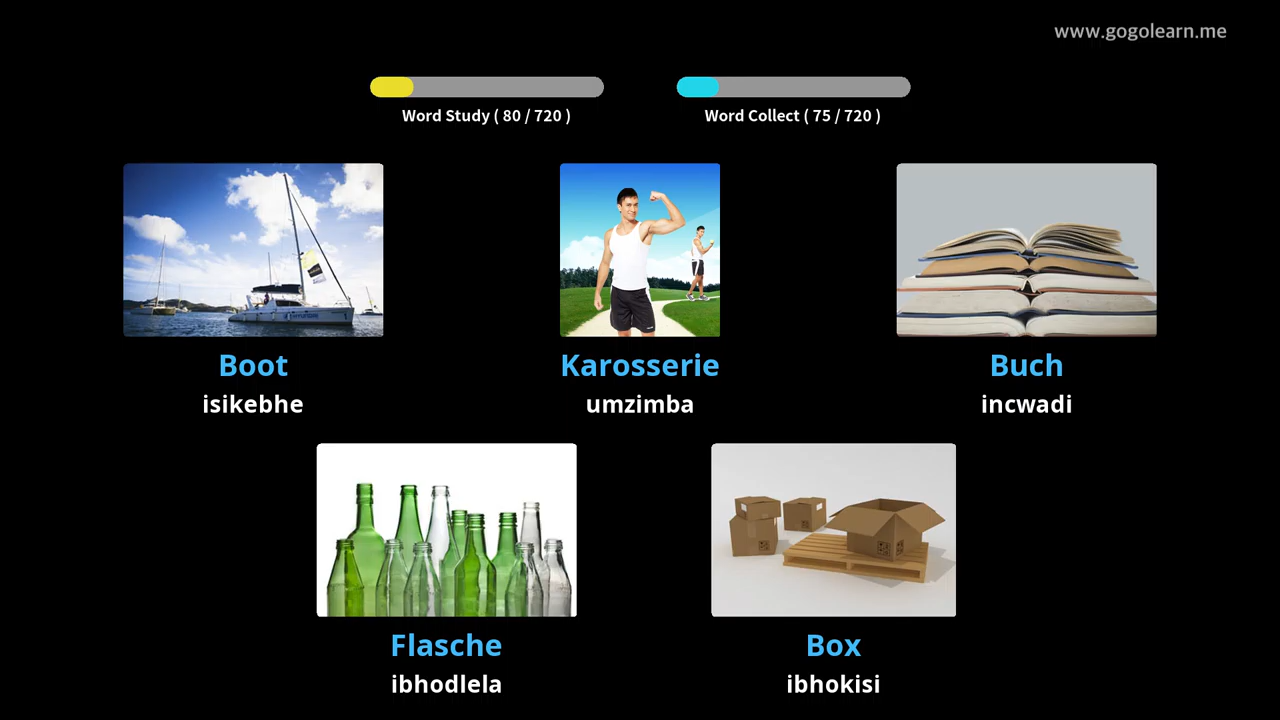 www.gogolearn.me
Word Study ( 80 / 720 )
Word Collect ( 75 / 720 )
Boot
isikebhe
Karosserie
umzimba
Buch
incwadi
Flasche
ibhodlela
Box
ibhokisi